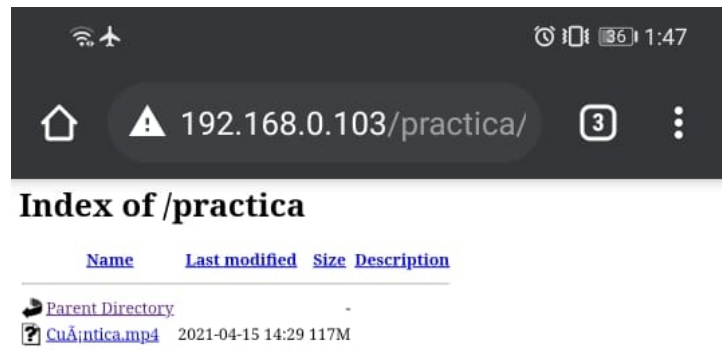 36 1:47
192.168.0.103/practica/ 3
Index of /practica
Name Last modified Size Description
Parent Directory -
CuÃ¡ntica.mp4 2021-04-15 14:29 117M